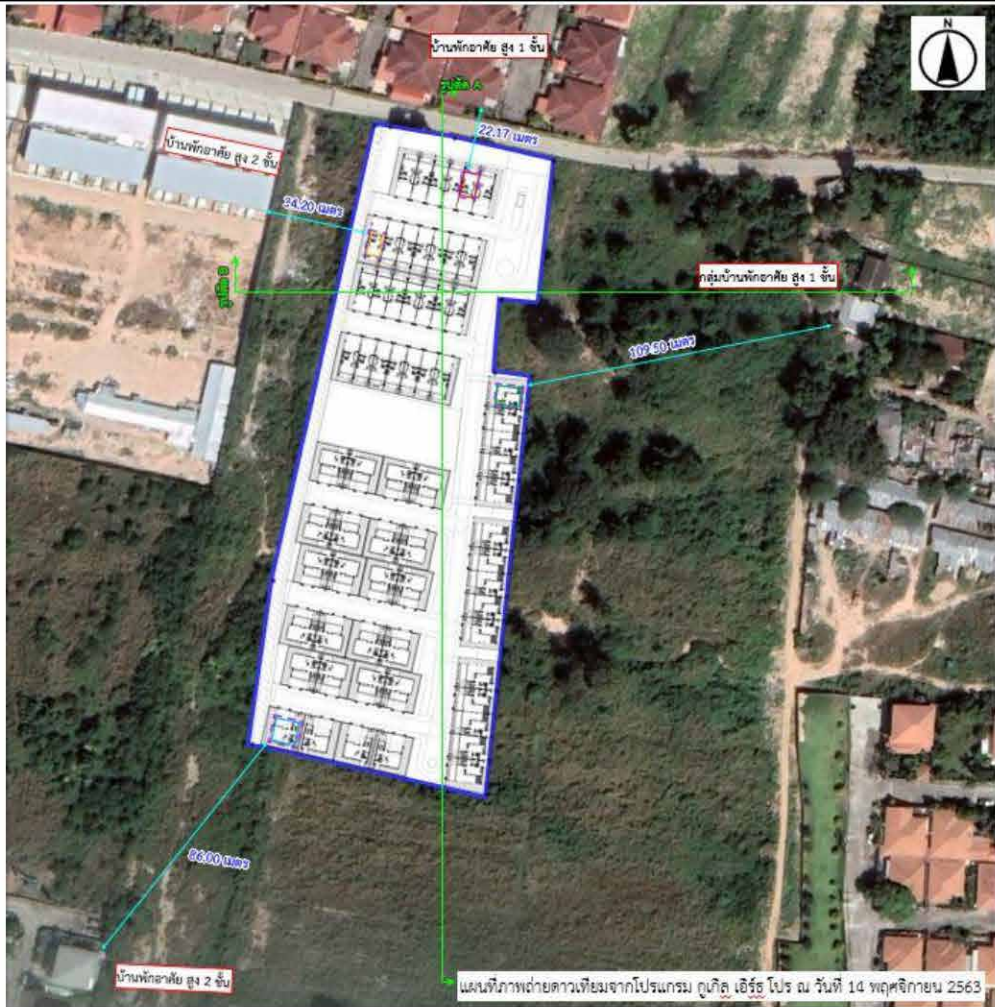 N
บ้านพักอาศัย สูง 1 ชั้น
รูปตัด A
22.17 เมตร
บ้านพักอาศัย สูง 2 ชั้น
34.20 เมตร
กลุ่มบ้านพักอาศัย สูง 1 ชั้น
รูปตัด B
109.50 เมตร
86.00 เมตร
บ้านพักอาศัย สูง 2 ชั้น
แผนที่ภาพถ่ายดาวเทียมจากโปรแกรม กูเกิล เอิร์ธ โปร ณ วันที่ 14 พฤศจิกายน 2563